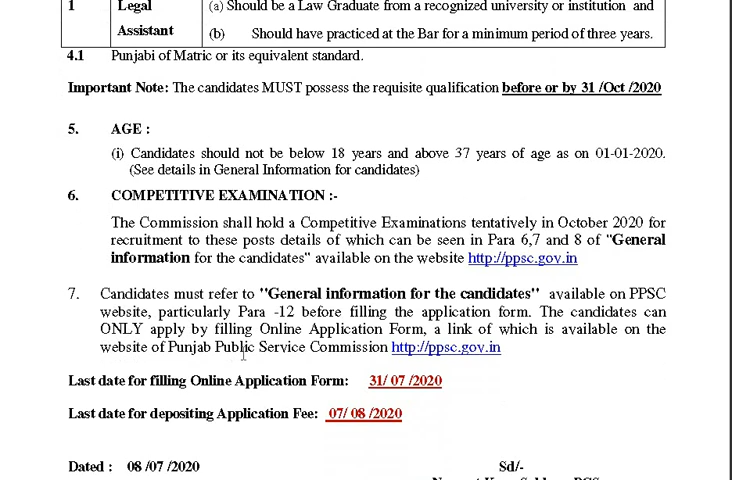 1 Legal (a) Should be a Law Graduate from a recognized university or institution and
Assistant (b) Should have practiced at the Bar for a minimum period of three years.
4.1 Punjabi of Matric or its equivalent standard.
Important Note: The candidates MUST possess the requisite qualification before or by 31 /Oct /2020
5. AGE :
(i) Candidates should not be below 18 years and above 37 years of age as on 01-01-2020.
(See details in General Information for candidates)
6. COMPETITIVE EXAMINATION :-
The Commission shall hold a Competitive Examinations tentatively in October 2020 for
recruitment to these posts details of which can be seen in Para 6,7 and 8 of "General
information for the candidates" available on the website http://ppsc.gov.in
7. Candidates must refer to "General information for the candidates" available on PPSC
website, particularly Para -12 before filling the application form. The candidates can
ONLY apply by filling Online Application Form, a link of which is available on the
website of Punjab Public Service Commission http://ppsc.gov.in
Last date for filling Online Application Form: 31/ 07 /2020
Last date for depositing Application Fee: 07/ 08 /2020
Dated : 08 /07 /2020 Sd/-